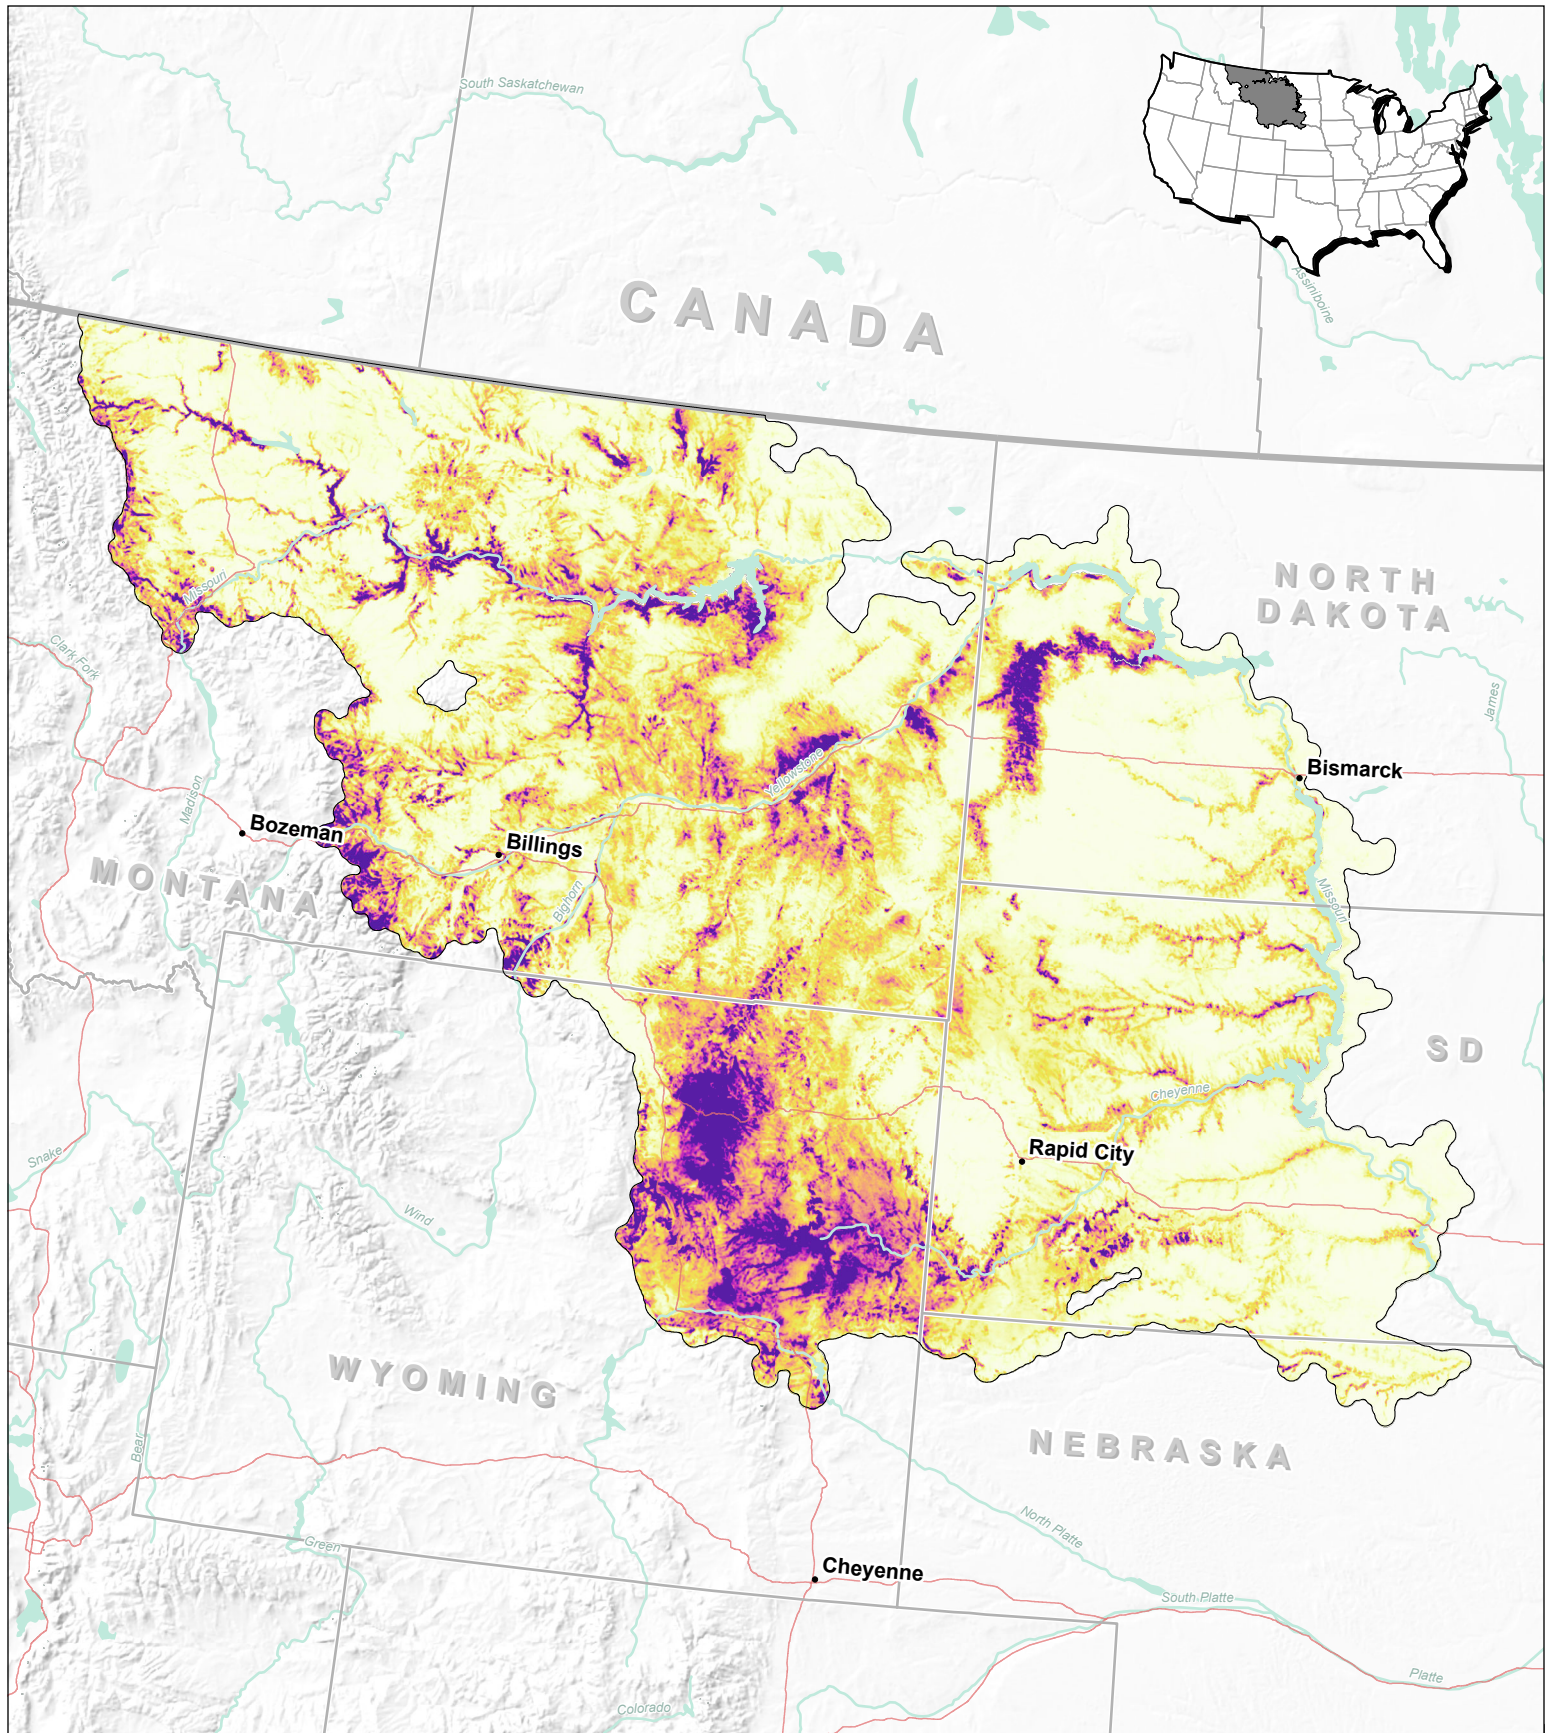 South Saskatchewan
Assiniboine
CANADA
NORTH
DAKOTA
Missouri
Clark Fork
James
Madison
Yellowstone
Bismarck
Bozeman
Billings
MONTANA
Bighorn
Missouri
SD
Cheyenne
Rapid City
Snake
Wind
WYOMING
Bear
NEBRASKA
North Platte
Green
Cheyenne
South Platte
Platte
Colorado